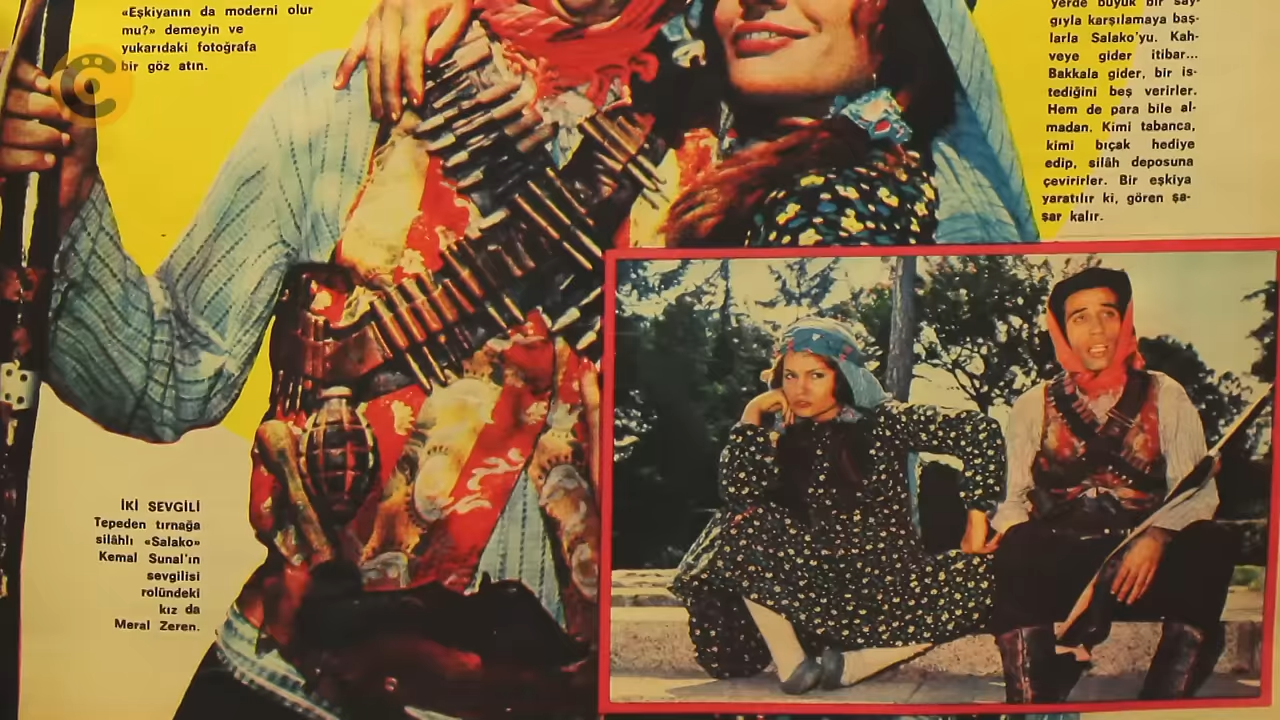 «Eşkiyanın da moderni olur
mu?» demeyin ve
yukarıdaki fotoğrafa
bir göz atın.
yerde büyük bir say-
gıyla karşılamaya baş-
larla Salako'yu. Kah-
veye gider itibar...
Bakkala gider, bir is-
tediğini beş verirler.
Hem de para bile al-
madan. Kimi tabanca,
kimi bıçak hediye
edip, silâh deposuna
çevirirler. Bir eşkiya
yaratılır ki, gören şa-
şar kalır.
İKİ SEVGİLİ
Tepeden tırnağa
silâhlı «Salako»
Kemal Sunal'ın
sevgilisi
rolündeki
kız da
Meral Zeren.